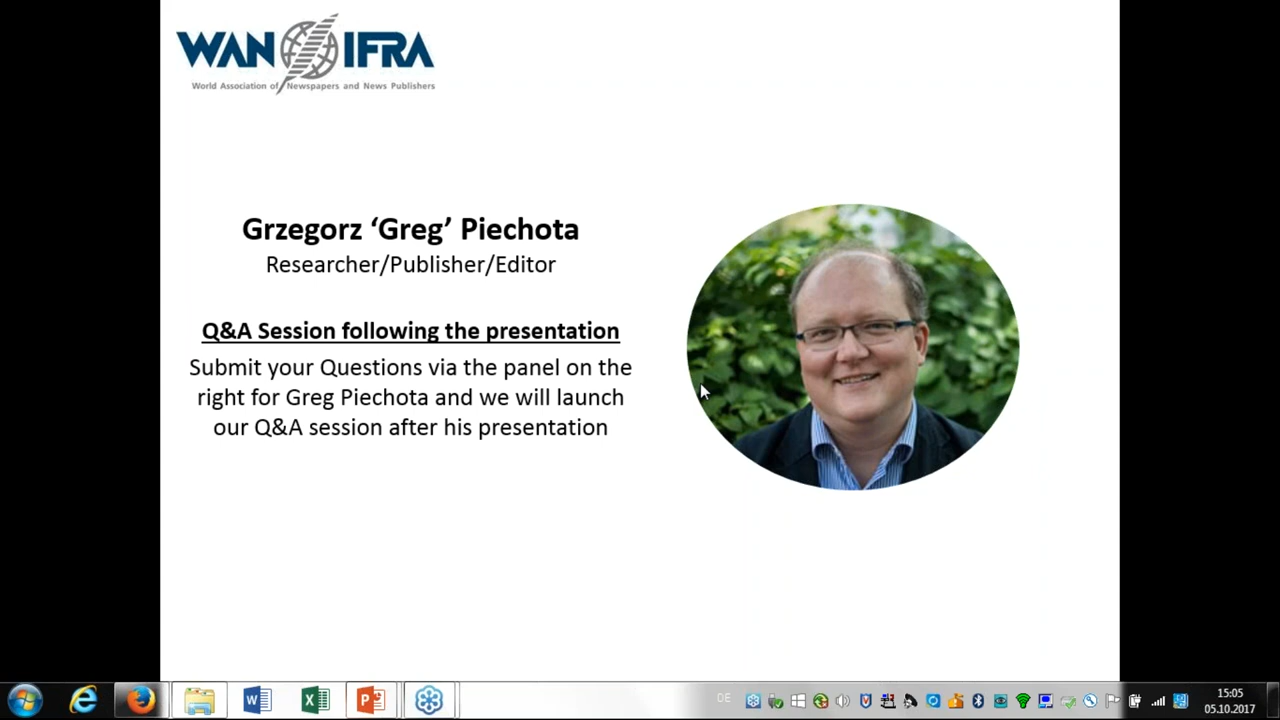 WAN IFRA
World Association of Newspapers and News Publishers
Grzegorz ‘Greg’ Piechota
Researcher/Publisher/Editor
Q&A Session following the presentation
Submit your Questions via the panel on the
right for Greg Piechota and we will launch
our Q&A session after his presentation
DE
15:05
05.10.2017